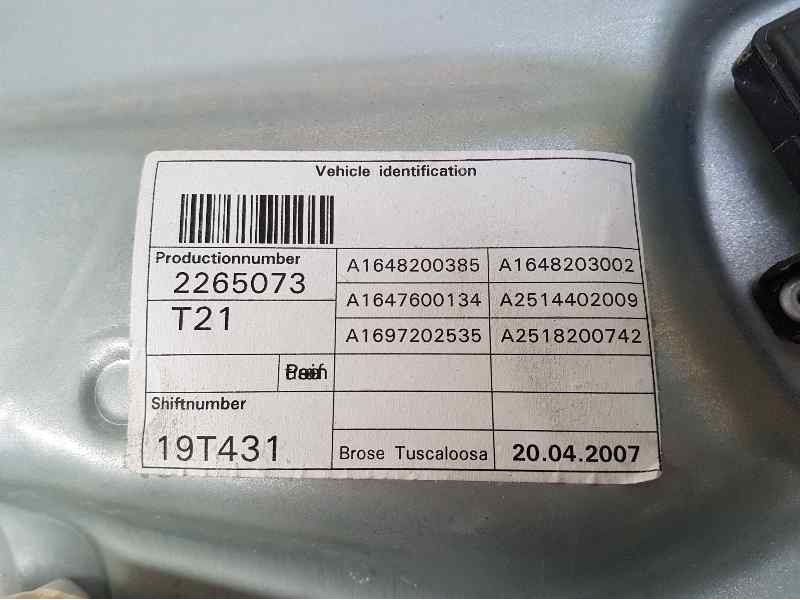 Vehicle identification
Productionnumber
2265073
T21
A1648200385 A1648203002
A1647600134 A2514402009
A1697202535 A2518200742
Shiftnumber
19T431
Brose Tuscaloosa 20.04.2007